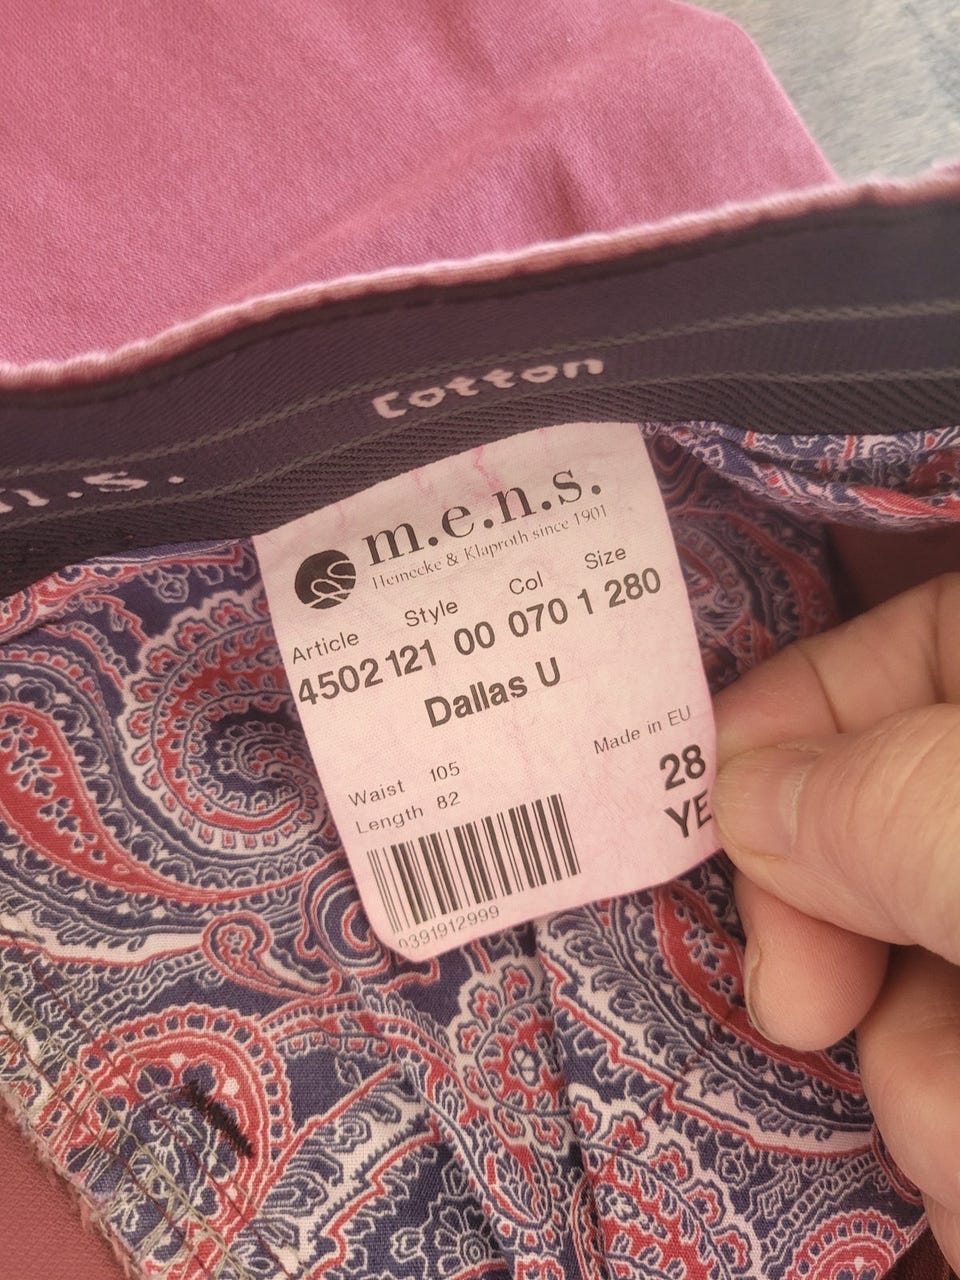 Cotton
m.s.
m.e.n.s.
Heinecke & Klaproth since 1901
Article Style Col Size
4502 121 00 070 1 280
Dallas U
Made in EU
Waist 105
Length 82
28
YE
0391912999